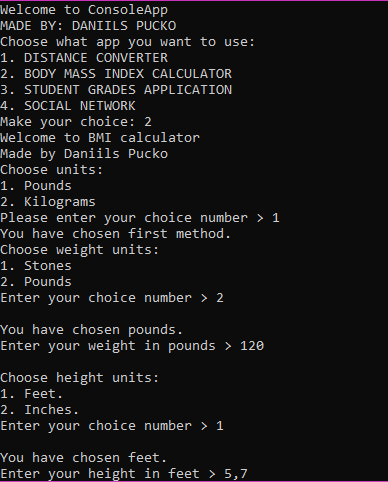 Welcome to ConsoleApp
MADE BY: DANIILS PUCKO
Choose what app you want to use:
1. DISTANCE CONVERTER
2. BODY MASS INDEX CALCULATOR
3. STUDENT GRADES APPLICATION
4. SOCIAL NETWORK
Make your choice: 2
Welcome to BMI calculator
Made by Daniils Pucko
Choose units:
1. Pounds
2. Kilograms
Please enter your choice number > 1
You have chosen first method.
Choose weight units:
1. Stones
2. Pounds
Enter your choice number > 2

You have chosen pounds.
Enter your weight in pounds > 120

Choose height units:
1. Feet.
2. Inches.
Enter your choice number > 1

You have chosen feet.
Enter your height in feet > 5,7